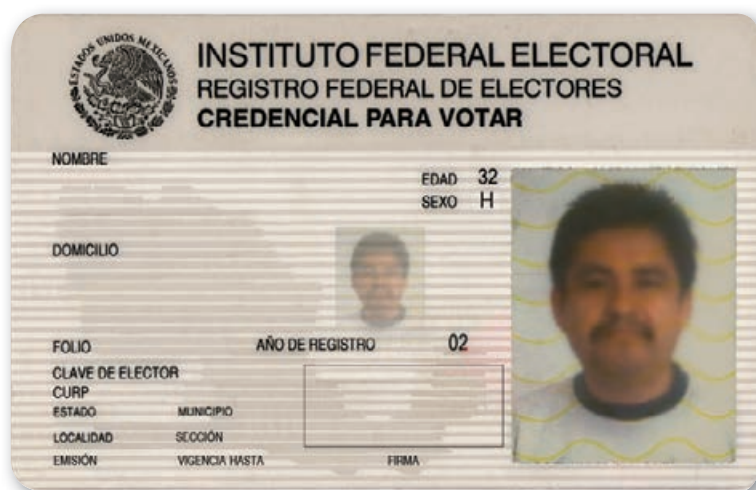 ESTADOS UNIDOS MEXICANOS
INSTITUTO FEDERAL ELECTORAL
REGISTRO FEDERAL DE ELECTORES
CREDENCIAL PARA VOTAR
NOMBRE
EDAD 32
SEXO H
DOMICILIO
FOLIO AÑO DE REGISTRO 02
CLAVE DE ELECTOR
CURP
ESTADO MUNICIPIO
LOCALIDAD SECCIÓN
EMISIÓN VIGENCIA HASTA FIRMA